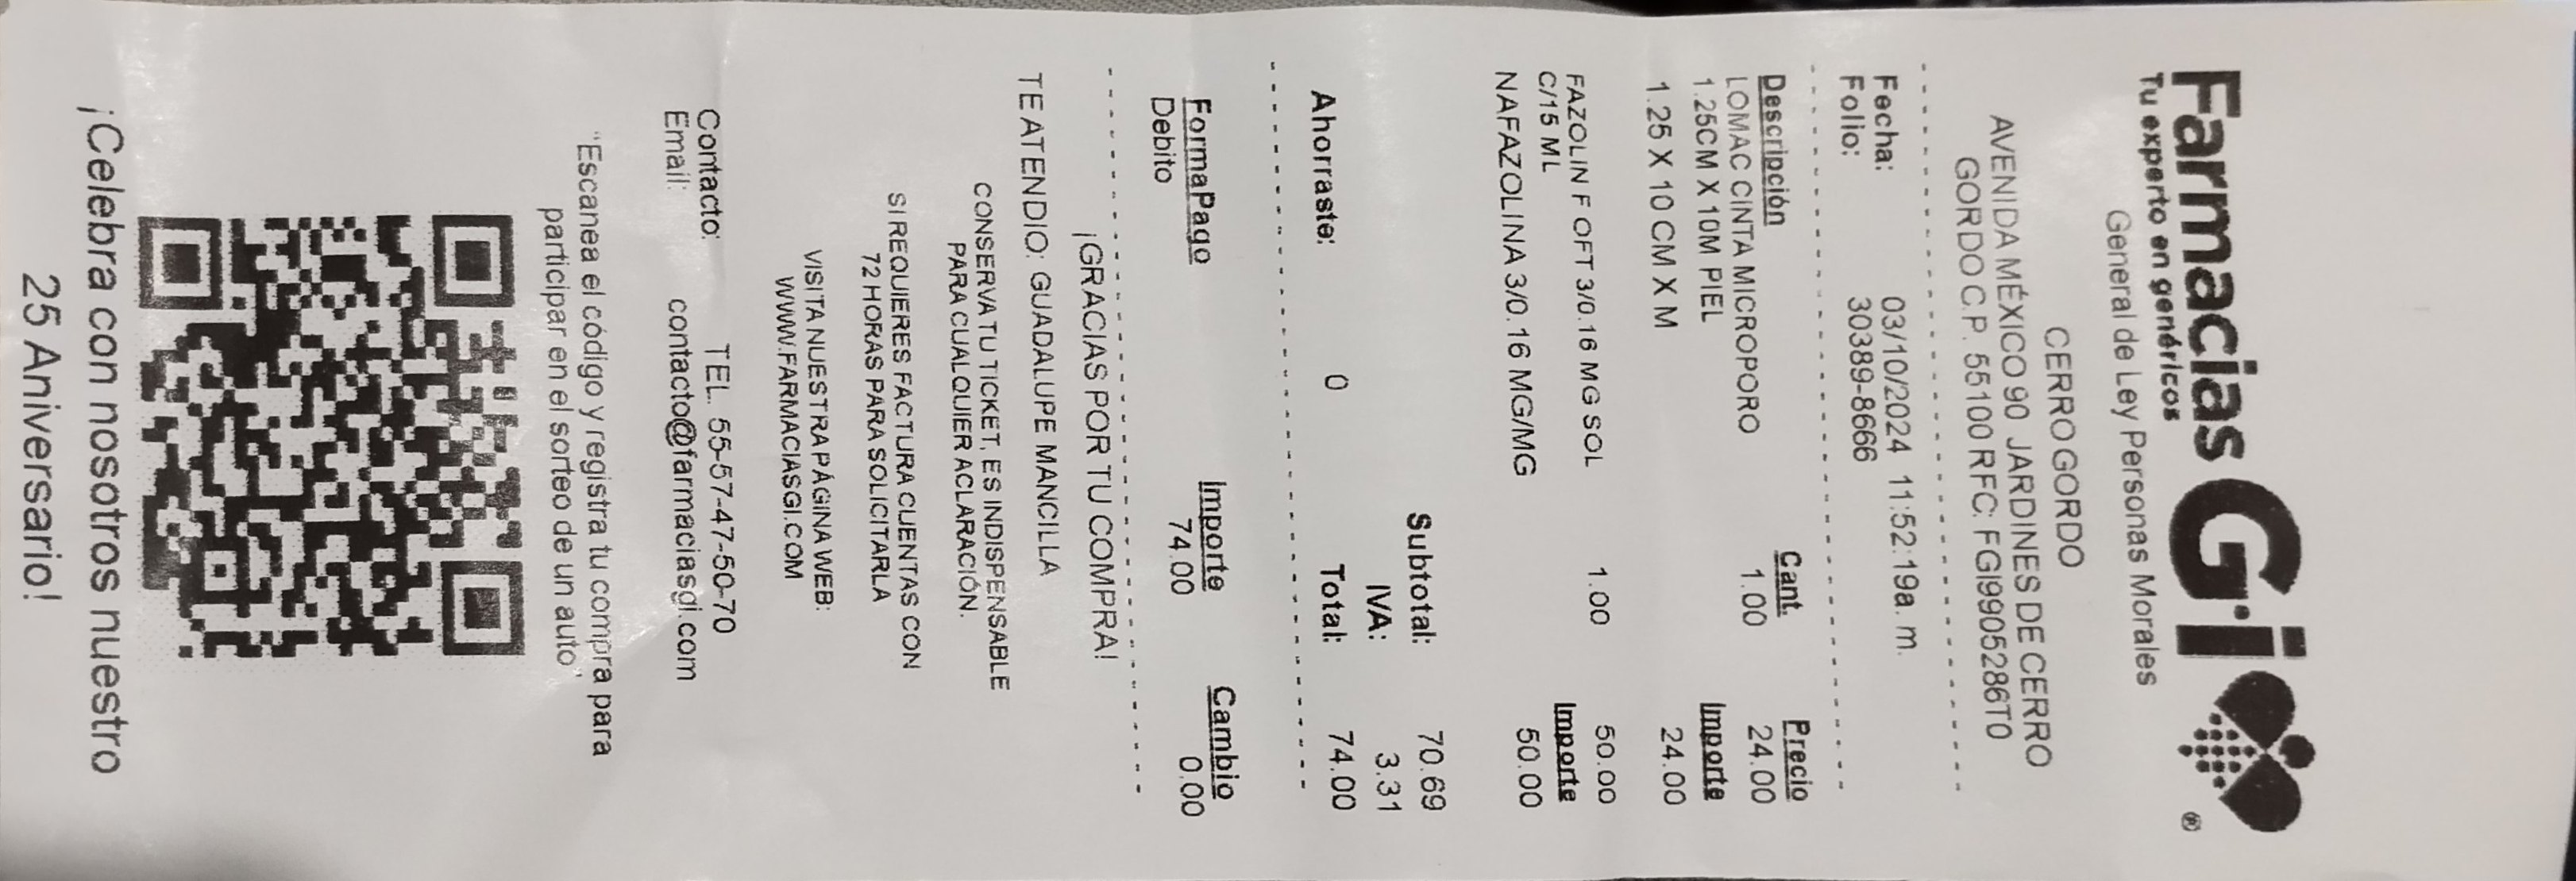 Farmacias Gi ®
Tu experto en genéricos
General de Ley Personas Morales
CERRO GORDO
AVENIDA MÉXICO 90 JARDINES DE CERRO
GORDO C.P. 55100 RFC: FGI9905286T0
Fecha: 03/10/2024 11:52:19a. m.
Folio: 30389-8666
Descripción Cant. Precio
LOMAC CINTA MICROPORO 1.00 24.00
1.25CM X 10M PIEL Importe
1.25 X 10 CM X M 24.00
FAZOLIN F OFT 3/0.16 MG SOL 1.00 50.00
C/15 ML Importe
NAFAZOLINA 3/0.16 MG/MG 50.00
Subtotal: 70.69
IVA: 3.31
Ahorraste: 0 Total: 74.00
FormaPago Importe Cambio
Debito 74.00 0.00
¡GRACIAS POR TU COMPRA!
TE ATENDIO: GUADALUPE MANCILLA
CONSERVA TU TICKET, ES INDISPENSABLE
PARA CUALQUIER ACLARACIÓN.
SI REQUIERES FACTURA CUENTAS CON
72 HORAS PARA SOLICITARLA
VISITA NUESTRA PÁGINA WEB:
WWW.FARMACIASGI.COM
Contacto: TEL. 55-57-47-50-70
Email: contacto@farmaciasgi.com
"Escanea el código y registra tu compra para
participar en el sorteo de un auto"
¡Celebra con nosotros nuestro
25 Aniversario!